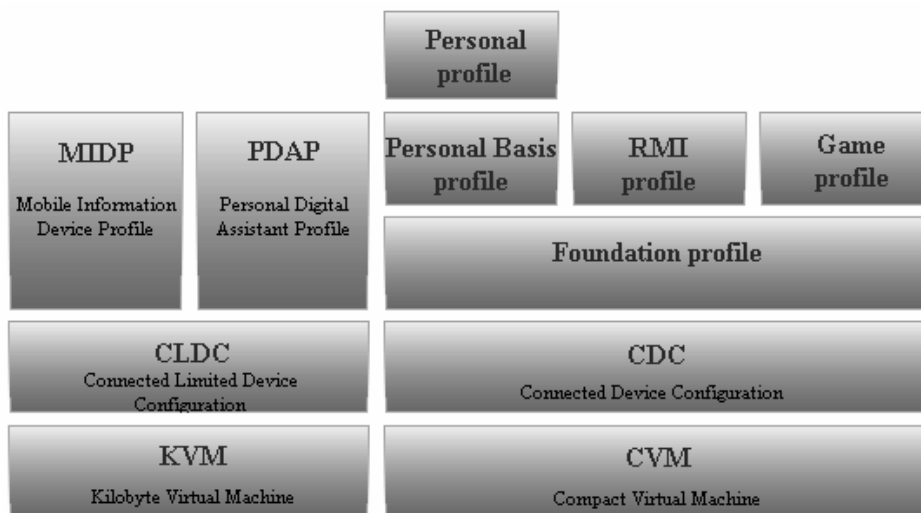 Personal
profile
MIDP
Mobile Information
Device Profile
PDAP
Personal Digital
Assistant Profile
Personal Basis
profile
RMI
profile
Game
profile
Foundation profile
CLDC
Connected Limited Device
Configuration
CDC
Connected Device Configuration
KVM
Kilobyte Virtual Machine
CVM
Compact Virtual Machine